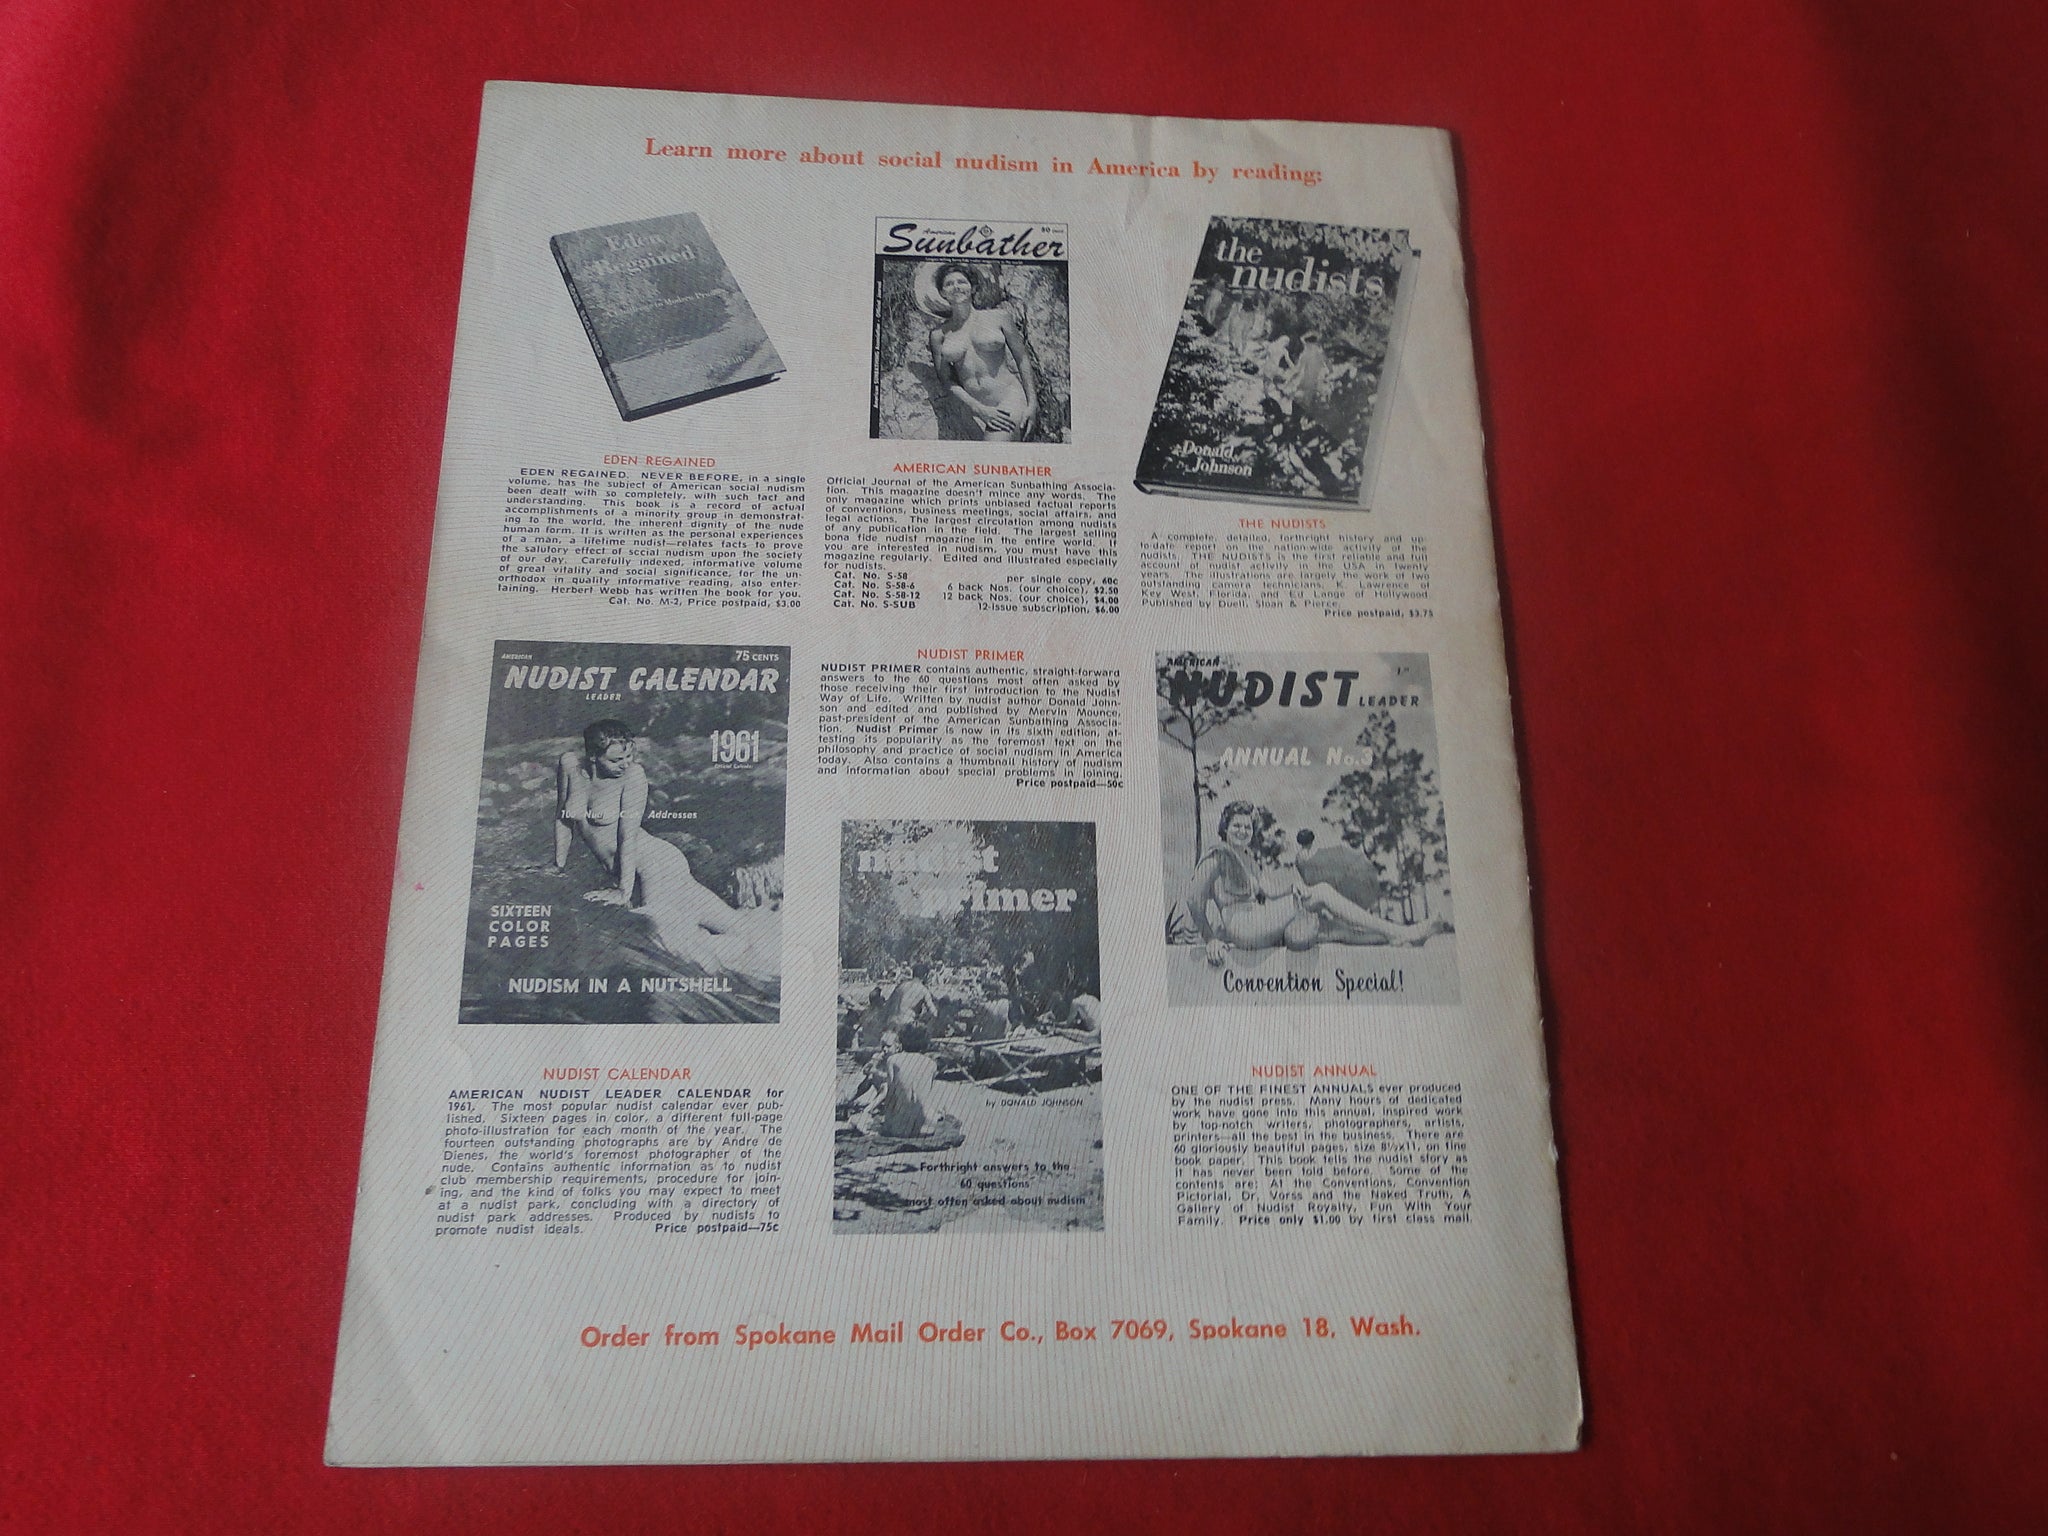 Learn more about social nudism in America by reading:
Eden
Regained
American
Sunbather
the
nudists
Donald
Johnson
EDEN REGAINED
EDEN REGAINED. NEVER BEFORE, in a single
volume, has the subject of American social nudism
been dealt with so completely, with such tact and
understanding. This book is a record of actual
accomplishments of a minority group in demonstrat-
ing to the world, the inherent dignity of the nude
human form. It is written as the personal experiences
of a man, a lifetime nudist—relates facts to prove
the salutory effect of social nudism upon the society
of our day. Carefully indexed, informative volume
of great vitality and social significance, for the un-
orthodox in quality informative reading, also enter-
taining. Herbert Webb has written the book for you.
Cat. No. M-2, Price postpaid, $3.00
AMERICAN SUNBATHER
Official Journal of the American Sunbathing Associa-
tion. This magazine doesn't mince any words. The
only magazine which prints unbiased factual reports
of conventions, business meetings, social affairs, and
legal actions. The largest circulation among nudists
of any publication in the field. The largest selling
bona fide nudist magazine in the entire world. If
you are interested in nudism, you must have this
magazine regularly. Edited and illustrated especially
for nudists.
Cat. No. S-58 per single copy, 60c
Cat. No. S-58-6 6 back Nos. (our choice), $2.50
Cat. No. S-58-12 12 back Nos. (our choice), $4.00
Cat. No. S-SUB 12-issue subscription, $6.00
THE NUDISTS
A complete, detailed, forthright history and up-
to-date report on the nation-wide activity of the
nudists. THE NUDISTS is the first reliable and full
account of nudist activity in the USA in twenty
years. The illustrations are largely the work of two
outstanding camera technicians, K. Lawrence of
Key West, Florida, and Ed Lange of Hollywood
Published by Duell, Sloan & Pierce.
Price postpaid, $3.75
AMERICAN
75 CENTS
NUDIST CALENDAR
LEADER
1961
Official Calendar
Addresses
SIXTEEN
COLOR
PAGES
NUDISM IN A NUTSHELL
NUDIST PRIMER
NUDIST PRIMER contains authentic, straight-forward
answers to the 60 questions most often asked by
those receiving their first introduction to the Nudist
Way of Life. Written by nudist author Donald John-
son and edited and published by Mervin Mounce,
past-president of the American Sunbathing Associa-
tion. Nudist Primer is now in its sixth edition, at-
testing its popularity as the foremost text on the
philosophy and practice of social nudism in America
today. Also contains a thumbnail history of nudism
and information about special problems in joining.
Price postpaid—50c
nudist
primer
by DONALD JOHNSON
Forthright answers to the
60 questions
most often asked about nudism
AMERICAN
NUDIST LEADER
ANNUAL No. 3
Convention Special!
NUDIST CALENDAR
AMERICAN NUDIST LEADER CALENDAR for
1961. The most popular nudist calendar ever pub-
lished. Sixteen pages in color, a different full-page
photo-illustration for each month of the year. The
fourteen outstanding photographs are by Andre de
Dienes, the world's foremost photographer of the
nude. Contains authentic information as to nudist
club membership requirements, procedure for join-
ing, and the kind of folks you may expect to meet
at a nudist park, concluding with a directory of
nudist park addresses. Produced by nudists to
promote nudist ideals. Price postpaid—75c
NUDIST ANNUAL
ONE OF THE FINEST ANNUALS ever produced
by the nudist press. Many hours of dedicated
work have gone into this annual, inspired work
by top-notch writers, photographers, artists,
printers—all the best in the business. There are
60 gloriously beautiful pages, size 8½x11, on fine
book paper. This book tells the nudist story as
it has never been told before. Some of the
contents are: At the Conventions, Convention
Pictorial, Dr. Vorss and the Naked Truth, A
Gallery of Nudist Royalty, Fun With Your
Family. Price only $1.00 by first class mail.
Order from Spokane Mail Order Co., Box 7069, Spokane 18, Wash.